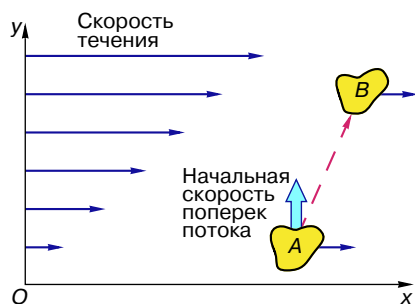 y
Скорость
течения
B
Начальная
скорость
поперек
потока
A
O
x